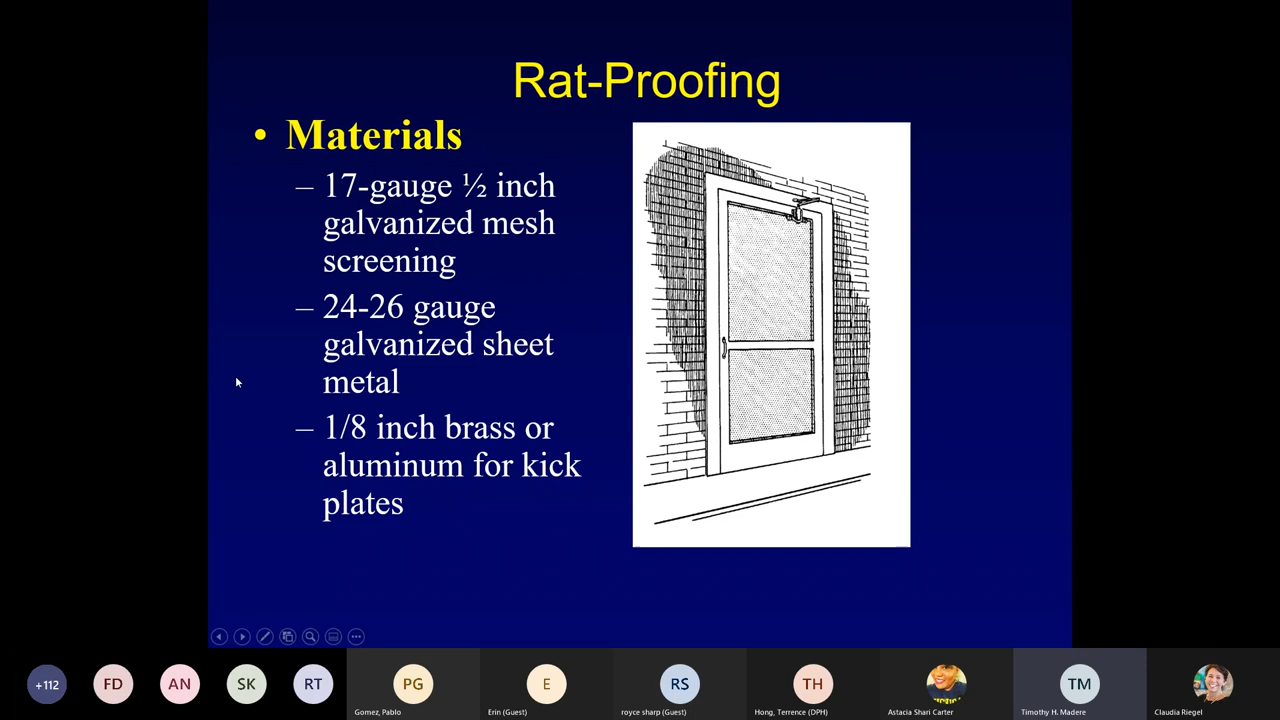 Rat-Proofing
• Materials
– 17-gauge ½ inch
galvanized mesh
screening
– 24-26 gauge
galvanized sheet
metal
– 1/8 inch brass or
aluminum for kick
plates
+112
FD
AN
SK
RT
PG
E
RS
TH
TM
Gomez, Pablo
Erin (Guest)
royce sharp (Guest)
Hong, Terrence (DPH)
Astacia Shari Carter
Timothy H. Madere
Claudia Riegel